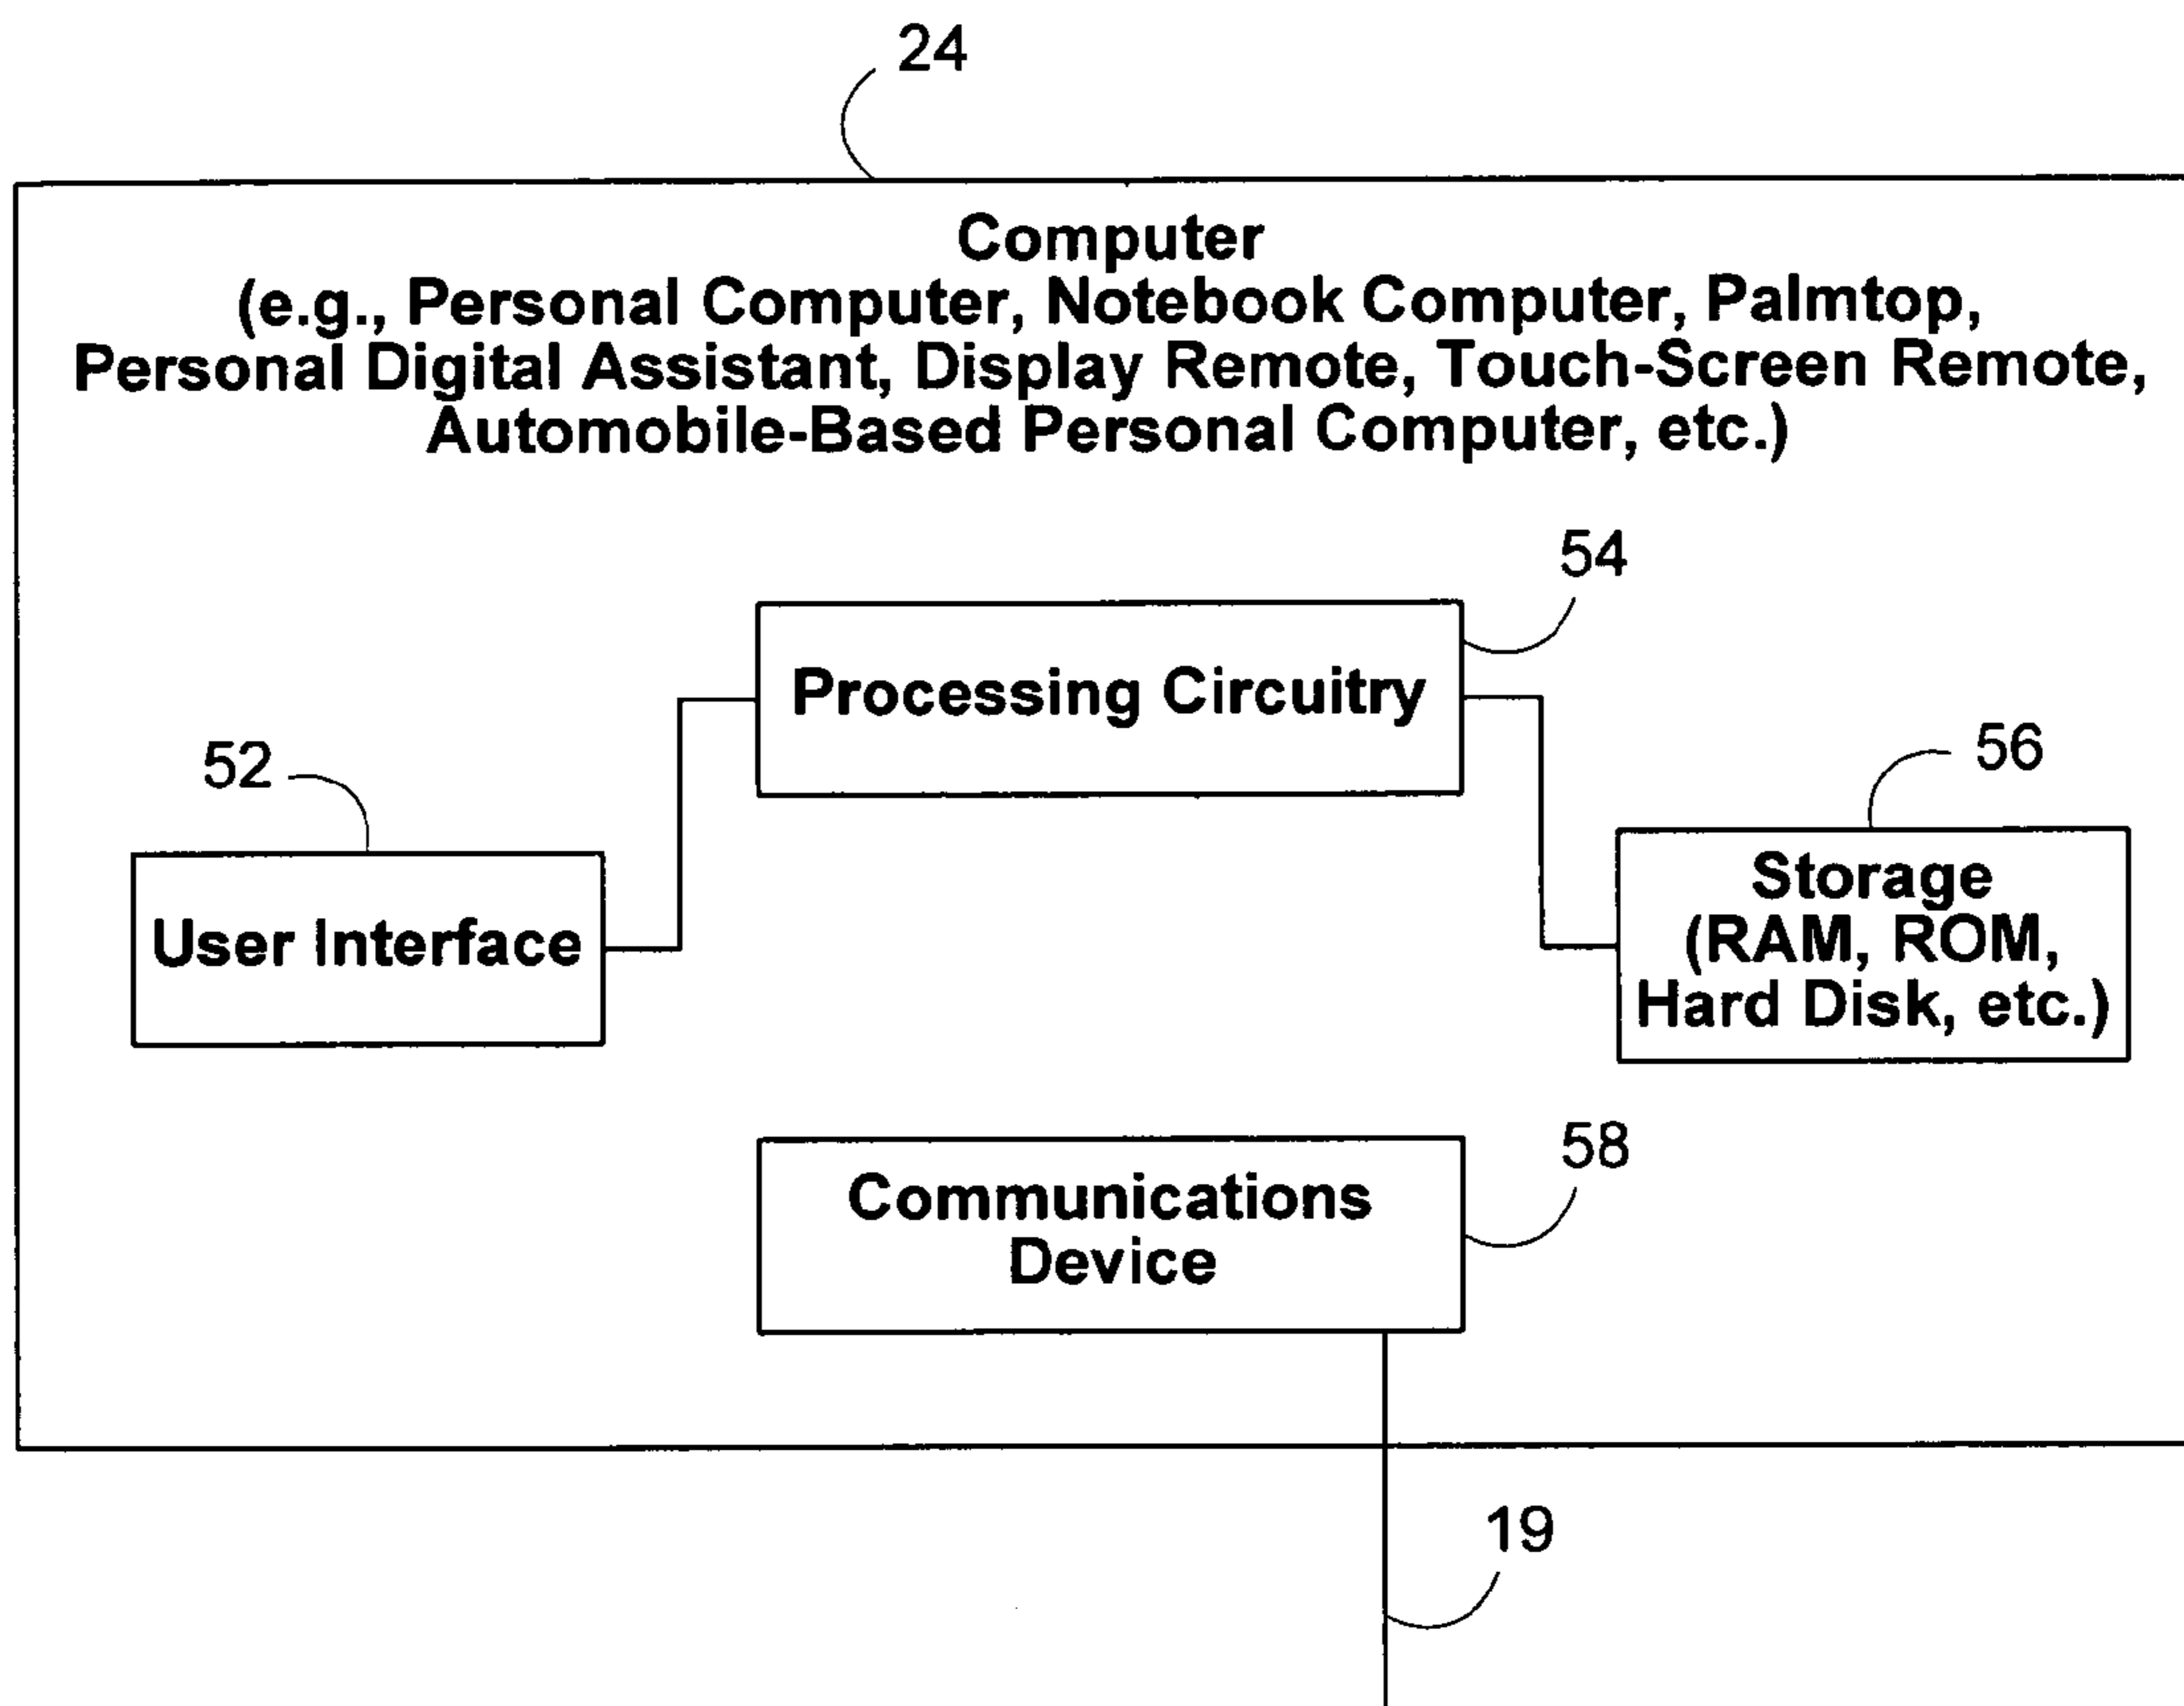 24
Computer
(e.g., Personal Computer, Notebook Computer, Palmtop,
Personal Digital Assistant, Display Remote, Touch-Screen Remote,
Automobile-Based Personal Computer, etc.)
54
Processing Circuitry
52
56
User Interface
Storage
(RAM, ROM,
Hard Disk, etc.)
58
Communications
Device
19